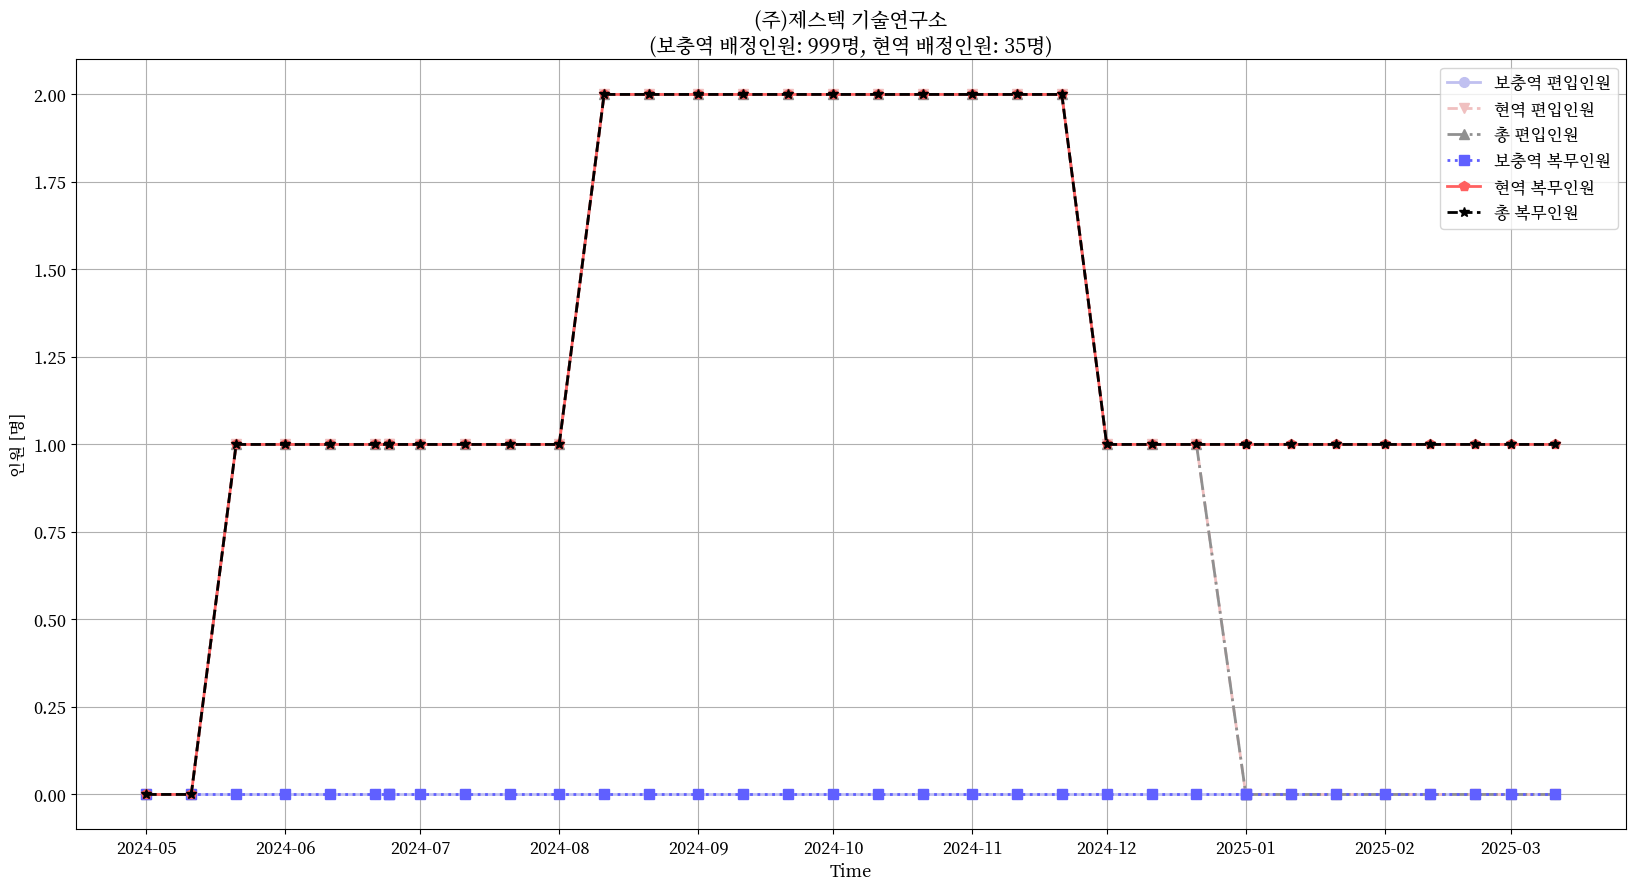 (주)제스텍 기술연구소
(보충역 배정인원: 999명, 현역 배정인원: 35명)
2.00
1.75
1.50
1.25
1.00
0.75
0.50
0.25
0.00
인원 [명]
보충역 편입인원
현역 편입인원
총 편입인원
보충역 복무인원
현역 복무인원
총 복무인원
2024-05 2024-06 2024-07 2024-08 2024-09 2024-10 2024-11 2024-12 2025-01 2025-02 2025-03
Time